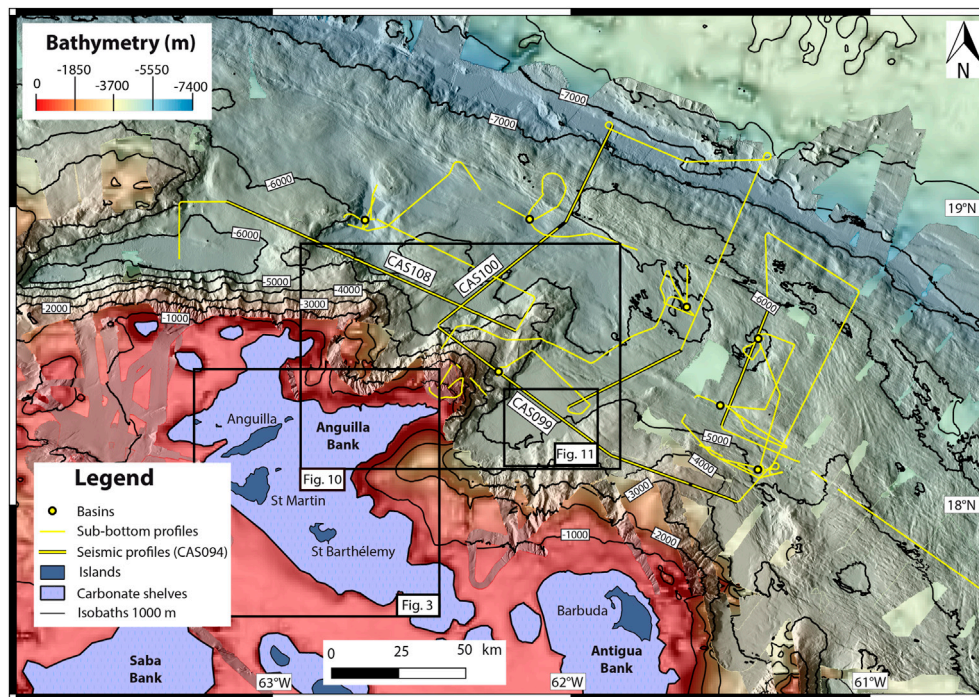 Bathymetry (m)
0 -1850 -3700 -5550 -7400
N
-7000
-7000
19°N
-6000
-6000
CAS108
CAS100
-5000
-4000
-3000
-2000
-1000
-6000
CAS099
Anguilla
Anguilla
Bank
Fig. 11
Fig. 10
-5000
-4000
-3000
18°N
St Martin
St Barthélemy
-1000
-2000
Legend
Basins
Sub-bottom profiles
Seismic profiles (CAS094)
Islands
Carbonate shelves
Isobaths 1000 m
Fig. 3
Barbuda
Antigua
Bank
0 25 50 km
Saba
Bank
63°W
62°W
61°W